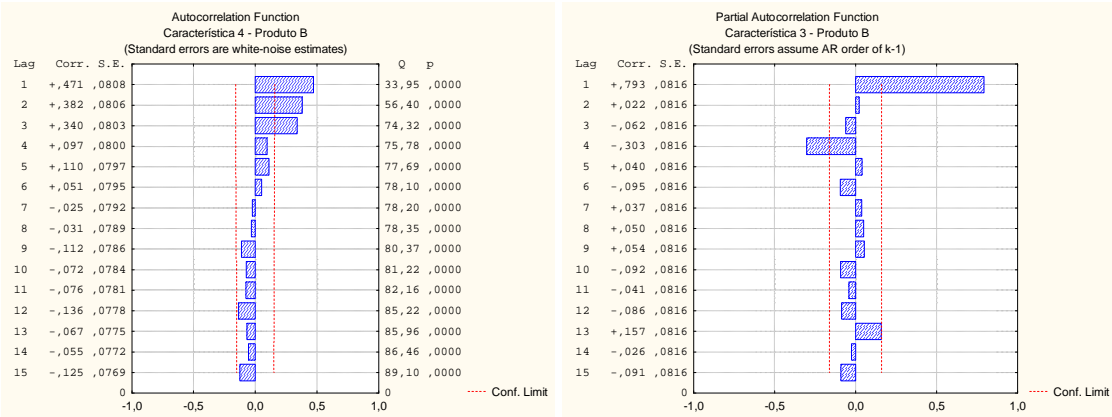 Autocorrelation Function
Característica 4 - Produto B
(Standard errors are white-noise estimates)
Lag Corr. S.E. Q p
1 +,471 ,0808 33,95 ,0000
2 +,382 ,0806 56,40 ,0000
3 +,340 ,0803 74,32 ,0000
4 +,097 ,0800 75,78 ,0000
5 +,110 ,0797 77,69 ,0000
6 +,051 ,0795 78,10 ,0000
7 -,025 ,0792 78,20 ,0000
8 -,031 ,0789 78,35 ,0000
9 -,112 ,0786 80,37 ,0000
10 -,072 ,0784 81,22 ,0000
11 -,076 ,0781 82,16 ,0000
12 -,136 ,0778 85,22 ,0000
13 -,067 ,0775 85,96 ,0000
14 -,055 ,0772 86,46 ,0000
15 -,125 ,0769 89,10 ,0000
0 0
Conf. Limit
-1,0 -0,5 0,0 0,5 1,0
Partial Autocorrelation Function
Característica 3 - Produto B
(Standard errors assume AR order of k-1)
Lag Corr. S.E.
1 +,793 ,0816
2 +,022 ,0816
3 -,062 ,0816
4 -,303 ,0816
5 +,040 ,0816
6 -,095 ,0816
7 +,037 ,0816
8 +,050 ,0816
9 +,054 ,0816
10 -,092 ,0816
11 -,041 ,0816
12 -,086 ,0816
13 +,157 ,0816
14 -,026 ,0816
15 -,091 ,0816
0 0
Conf. Limit
-1,0 -0,5 0,0 0,5 1,0